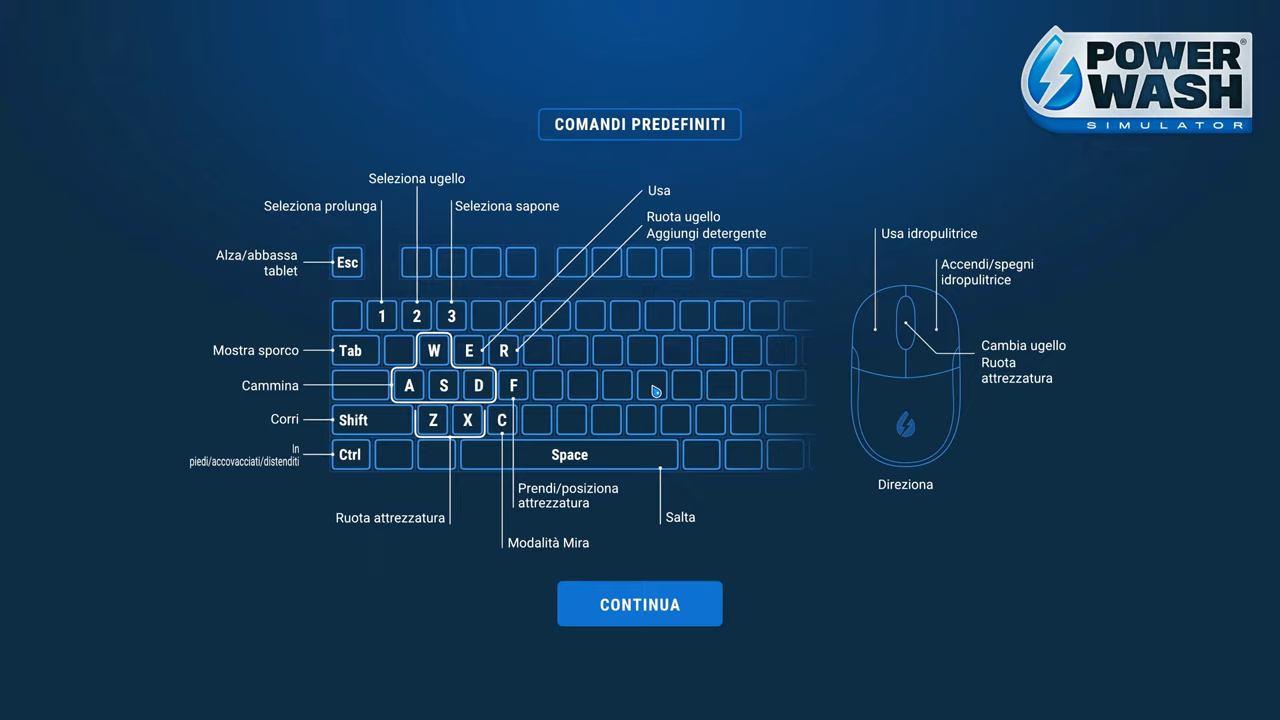 POWER
WASH
SIMULATOR
COMANDI PREDEFINITI
Seleziona ugello
Seleziona prolunga
Seleziona sapone
Usa
Ruota ugello
Aggiungi detergente
Alza/abbassa
tablet
Esc
1 2 3
Mostra sporco
Tab W E R
Cammina
A S D F
Corri
Shift Z X C
In
piedi/accovacciati/distenditi
Ctrl Space
Ruota attrezzatura
Prendi/posiziona
attrezzatura
Salta
Modalità Mira
Usa idropulitrice
Accendi/spegni
idropulitrice
Cambia ugello
Ruota
attrezzatura
Direziona
CONTINUA